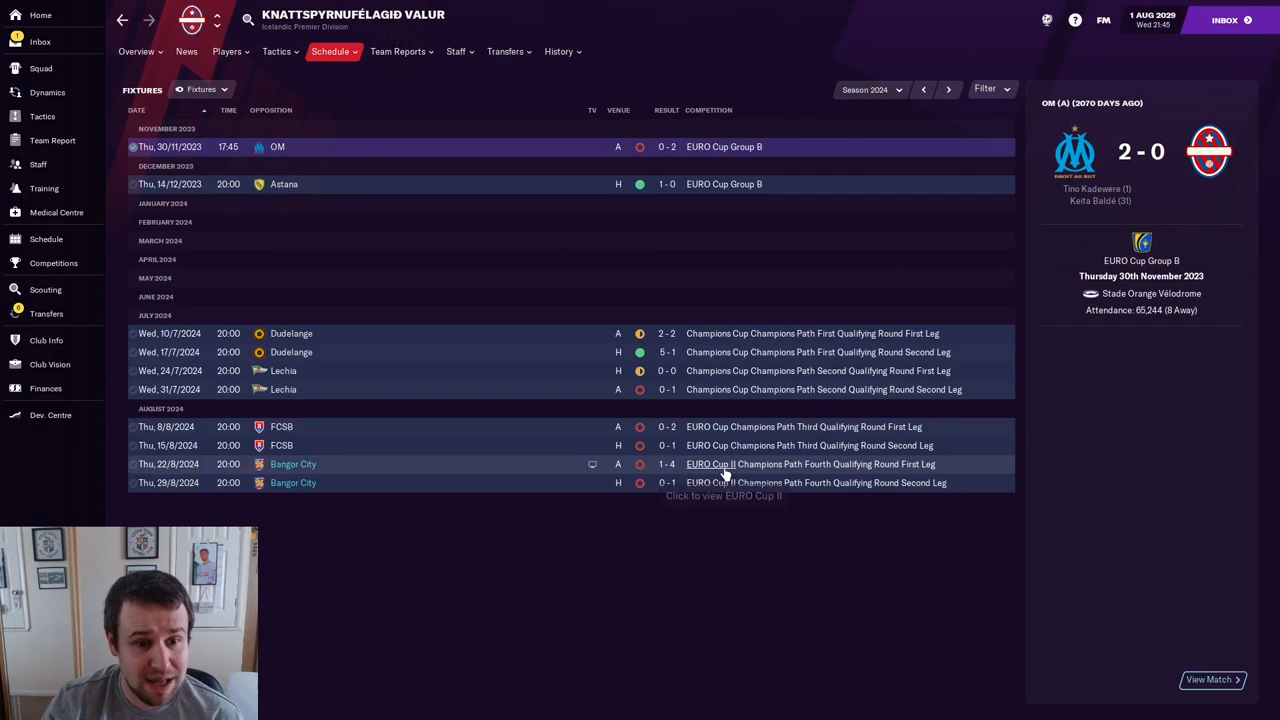 KNATTSPYRNUFÉLAGIÐ VALUR
Icelandic Premier Division
FM
1 AUG 2029
Wed 21:45
INBOX
Home
1
Inbox
Squad
Dynamics
Tactics
Team Report
Staff
Training
Medical Centre
Schedule
Competitions
Scouting
6
Transfers
Club Info
Club Vision
Finances
Dev. Centre
Overview
News
Players
Tactics
Schedule
Team Reports
Staff
Transfers
History
FIXTURES
Fixtures
Season 2024
Filter
DATE TIME OPPOSITION TV VENUE RESULT COMPETITION
NOVEMBER 2023
Thu, 30/11/2023 17:45 OM A 0 - 2 EURO Cup Group B
DECEMBER 2023
Thu, 14/12/2023 20:00 Astana H 1 - 0 EURO Cup Group B
JANUARY 2024
FEBRUARY 2024
MARCH 2024
APRIL 2024
MAY 2024
JUNE 2024
JULY 2024
Wed, 10/7/2024 20:00 Dudelange A 2 - 2 Champions Cup Champions Path First Qualifying Round First Leg
Wed, 17/7/2024 20:00 Dudelange H 5 - 1 Champions Cup Champions Path First Qualifying Round Second Leg
Wed, 24/7/2024 20:00 Lechia H 0 - 0 Champions Cup Champions Path Second Qualifying Round First Leg
Wed, 31/7/2024 20:00 Lechia A 0 - 1 Champions Cup Champions Path Second Qualifying Round Second Leg
AUGUST 2024
Thu, 8/8/2024 20:00 FCSB A 0 - 2 EURO Cup Champions Path Third Qualifying Round First Leg
Thu, 15/8/2024 20:00 FCSB H 0 - 1 EURO Cup Champions Path Third Qualifying Round Second Leg
Thu, 22/8/2024 20:00 Bangor City A 1 - 4 EURO Cup II Champions Path Fourth Qualifying Round First Leg
Thu, 29/8/2024 20:00 Bangor City H 0 - 1 EURO Cup II Champions Path Fourth Qualifying Round Second Leg
Click to view EURO Cup II
OM (A) (2070 DAYS AGO)
2 - 0
DROIT AU BUT
Tino Kadewere (1)
Keita Baldé (31)
EURO Cup Group B
Thursday 30th November 2023
Stade Orange Vélodrome
Attendance: 65,244 (8 Away)
View Match